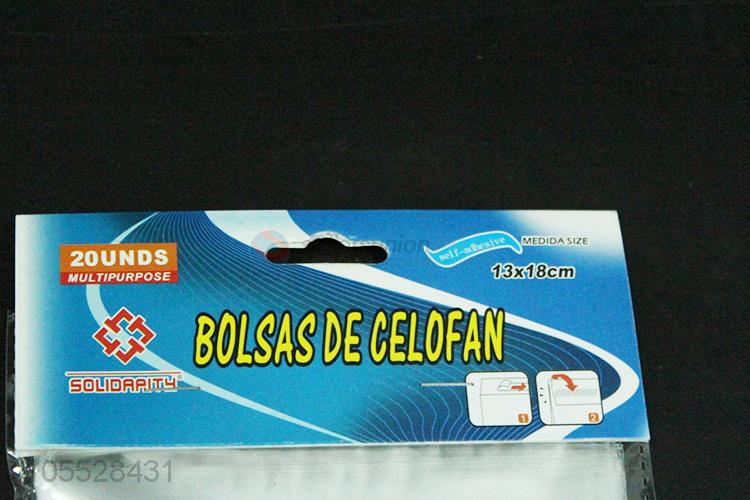 20UNDS
MULTIPURPOSE
self-adhesive
MEDIDA SIZE
13x18cm
BOLSAS DE CELOFAN
SOLIDARITY®
1
2
05528431